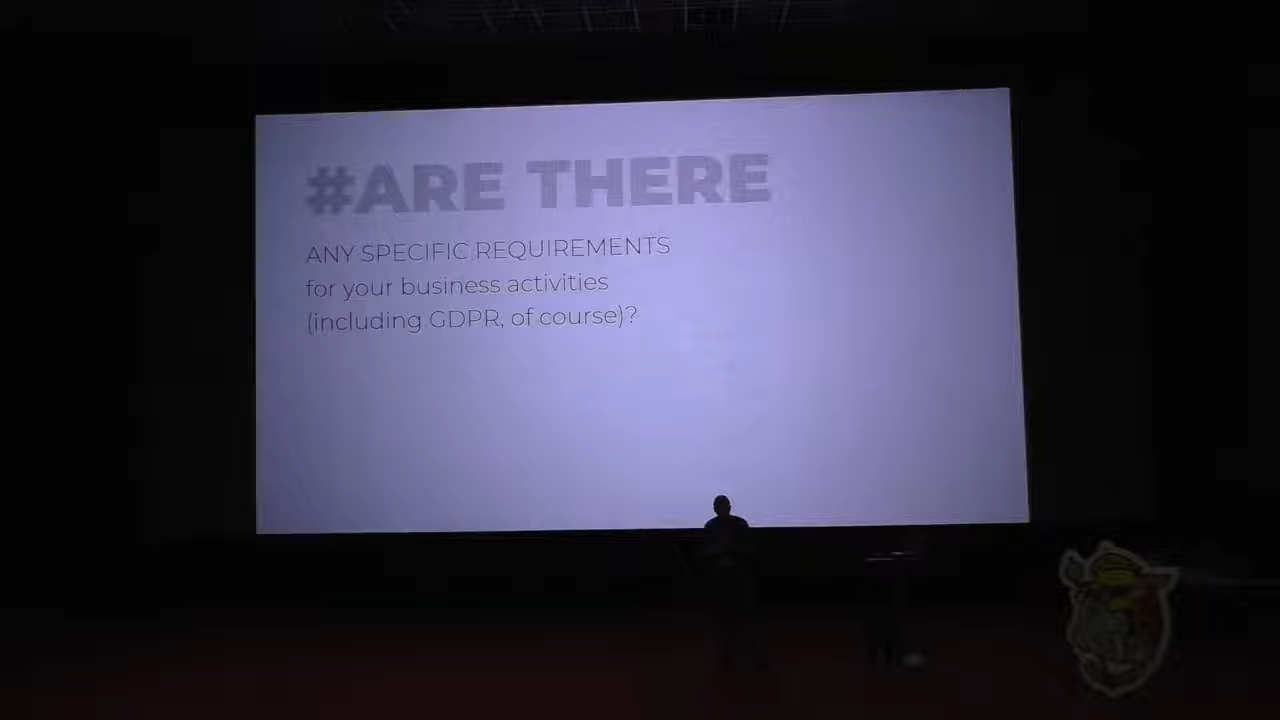 #ARE THERE
ANY SPECIFIC REQUIREMENTS
for your business activities
(including GDPR, of course)?